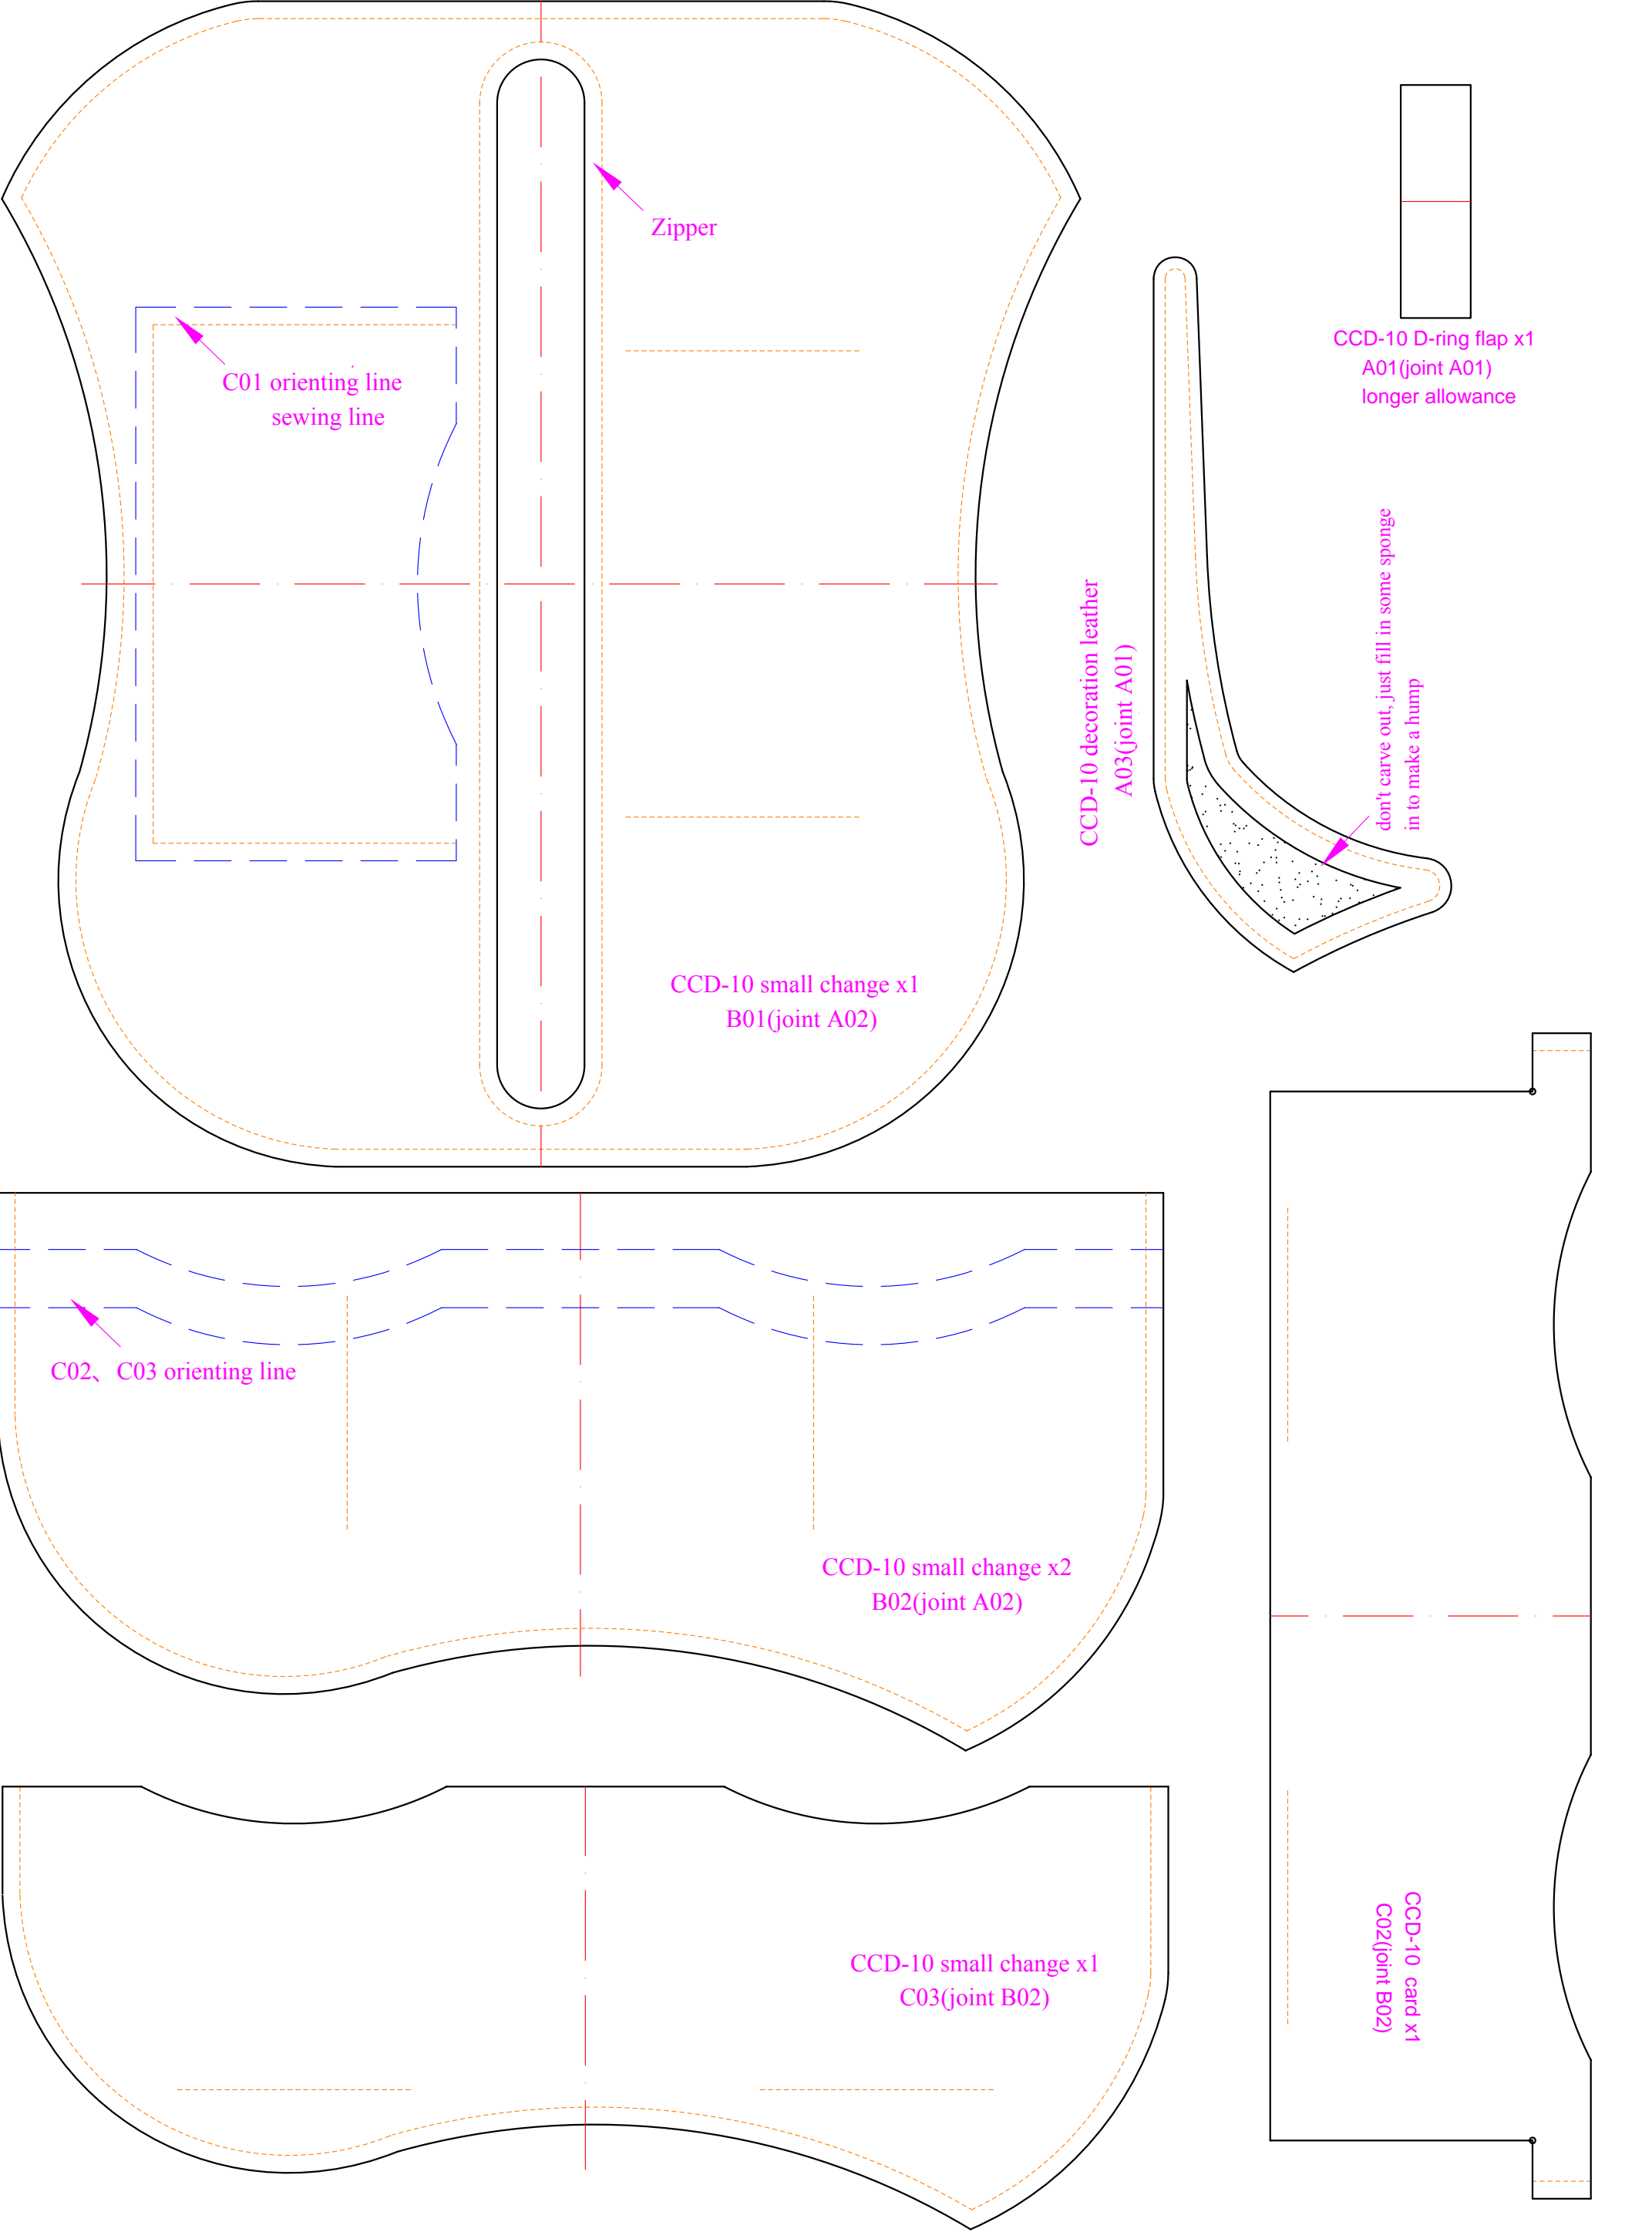 Zipper
C01 orienting line
sewing line
CCD-10 small change x1
B01(joint A02)
CCD-10 D-ring flap x1
A01(joint A01)
longer allowance
CCD-10 decoration leather
A03(joint A01)
don't carve out, just fill in some sponge
in to make a hump
C02、C03 orienting line
CCD-10 small change x2
B02(joint A02)
CCD-10 small change x1
C03(joint B02)
CCD-10 card x1
C02(joint B02)